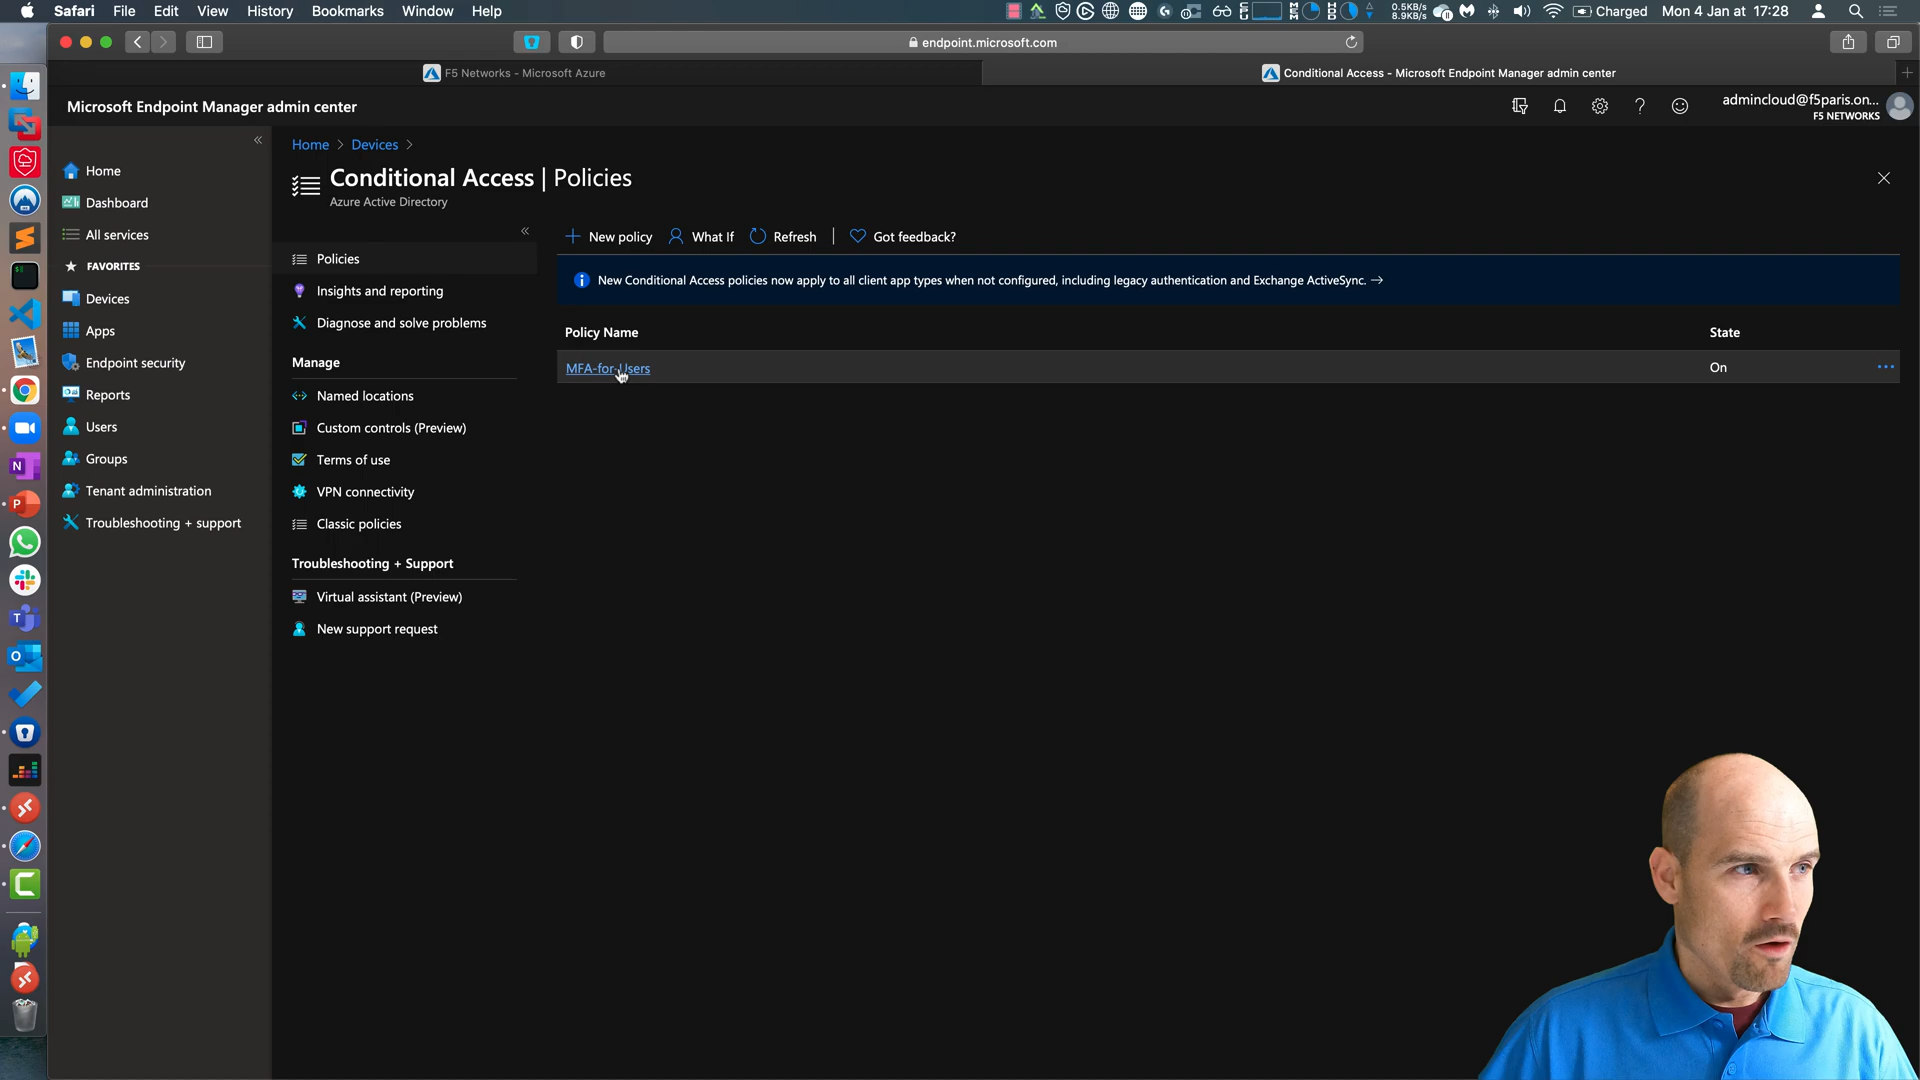 Safari File Edit View History Bookmarks Window Help
0.5KB/s
8.9KB/s
Charged Mon 4 Jan at 17:28
endpoint.microsoft.com
F5 Networks - Microsoft Azure
Conditional Access - Microsoft Endpoint Manager admin center
Microsoft Endpoint Manager admin center
admincloud@f5paris.on...
F5 NETWORKS
Home
Dashboard
All services
FAVORITES
Devices
Apps
Endpoint security
Reports
Users
Groups
Tenant administration
Troubleshooting + support
Home > Devices >
Conditional Access | Policies
Azure Active Directory
Policies
Insights and reporting
Diagnose and solve problems
Manage
Named locations
Custom controls (Preview)
Terms of use
VPN connectivity
Classic policies
Troubleshooting + Support
Virtual assistant (Preview)
New support request
New policy What If Refresh Got feedback?
New Conditional Access policies now apply to all client app types when not configured, including legacy authentication and Exchange ActiveSync. →
Policy Name State
MFA-for-Users On